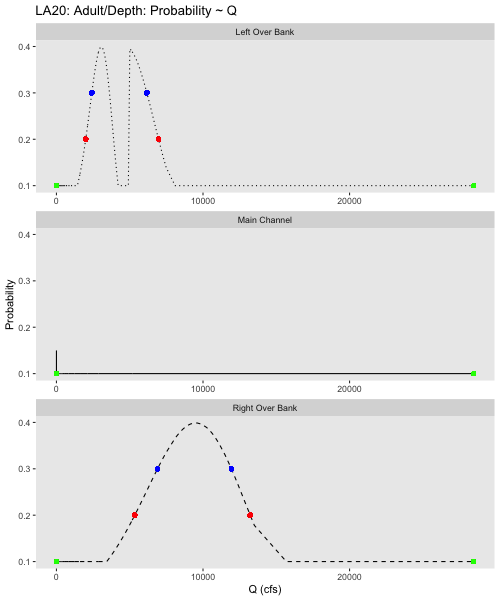 LA20: Adult/Depth: Probability ~ Q
Left Over Bank
0.4
0.3
0.2
0.1
0 10000 20000
Main Channel
0.4
0.3
0.2
0.1
0 10000 20000
Probability
Right Over Bank
0.4
0.3
0.2
0.1
0 10000 20000
Q (cfs)